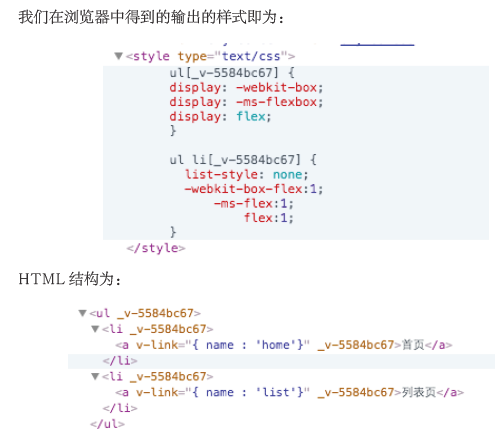 我们在浏览器中得到的输出的样式即为：
▼<style type="text/css">
ul[_v-5584bc67] {
display: -webkit-box;
display: -ms-flexbox;
display: flex;
}
ul li[_v-5584bc67] {
list-style: none;
-webkit-box-flex:1;
-ms-flex:1;
flex:1;
}
</style>
HTML 结构为：
▼<ul _v-5584bc67>
▼<li _v-5584bc67>
<a v-link="{ name : 'home'}" _v-5584bc67>首页</a>
</li>
▼<li _v-5584bc67>
<a v-link="{ name : 'list'}" _v-5584bc67>列表页</a>
</li>
</ul>